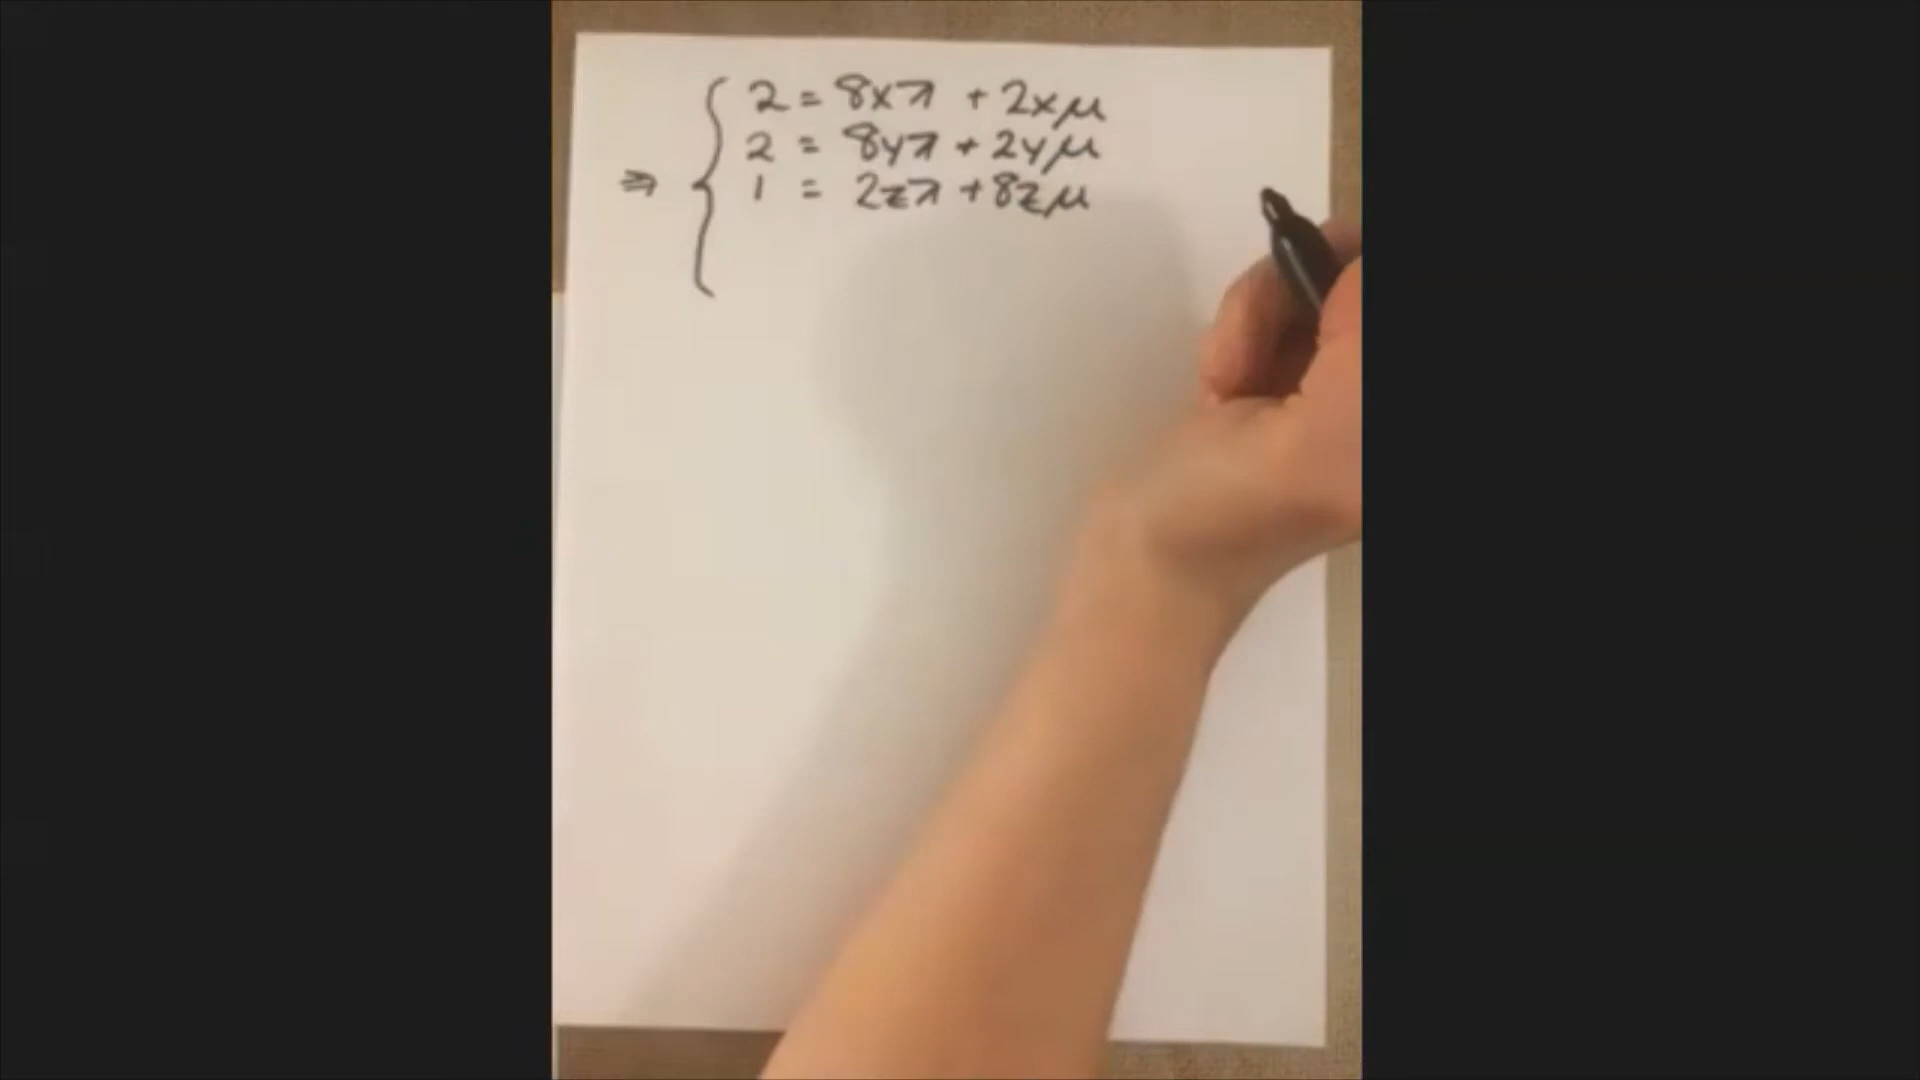 ⇒ { 2 = 8xλ + 2xμ
2 = 8yλ + 2yμ
1 = 2zλ + 8zμ